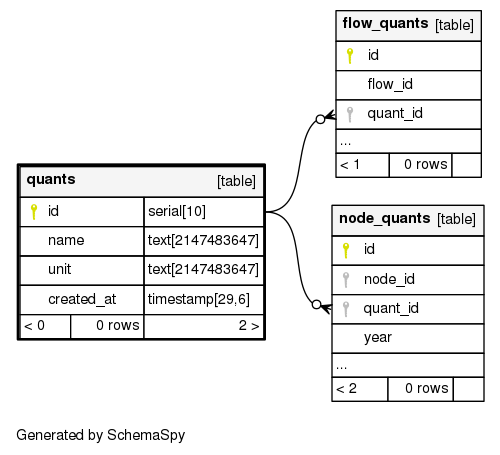 flow_quants [table]
id
flow_id
quant_id
...
< 1 0 rows
quants [table]
id serial[10]
name text[2147483647]
unit text[2147483647]
created_at timestamp[29,6]
< 0 0 rows 2 >
node_quants [table]
id
node_id
quant_id
year
...
< 2 0 rows
Generated by SchemaSpy